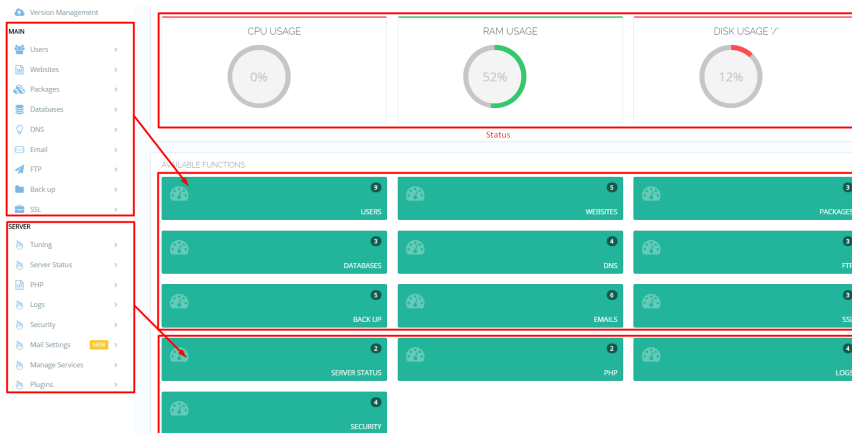 Version Management
MAIN
Users
Websites
Packages
Databases
DNS
Email
FTP
Back up
SSL
SERVER
Tuning
Server Status
PHP
Logs
Security
Mail Settings NEW
Manage Services
Plugins
CPU USAGE RAM USAGE DISK USAGE '/'
0% 52% 12%
Status
AVAILABLE FUNCTIONS
9 5 3
USERS WEBSITES PACKAGES
3 4 3
DATABASES DNS FTP
5 6 3
BACK UP EMAILS SSL
2 2 4
SERVER STATUS PHP LOGS
4
SECURITY